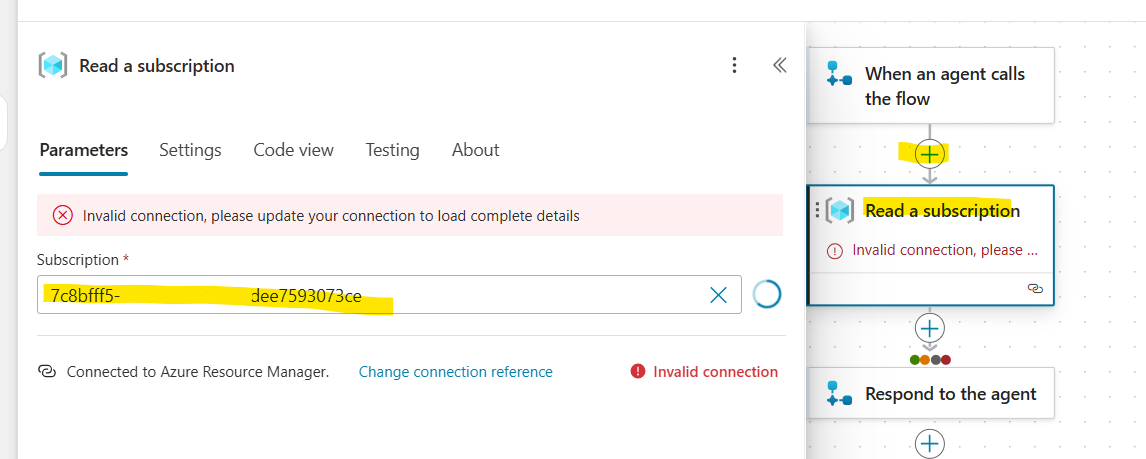 Read a subscription
Parameters Settings Code view Testing About
Invalid connection, please update your connection to load complete details
Subscription *
7c8bfff5- dee7593073ce
Connected to Azure Resource Manager. Change connection reference Invalid connection
When an agent calls
the flow
Read a subscription
Invalid connection, please ...
Respond to the agent